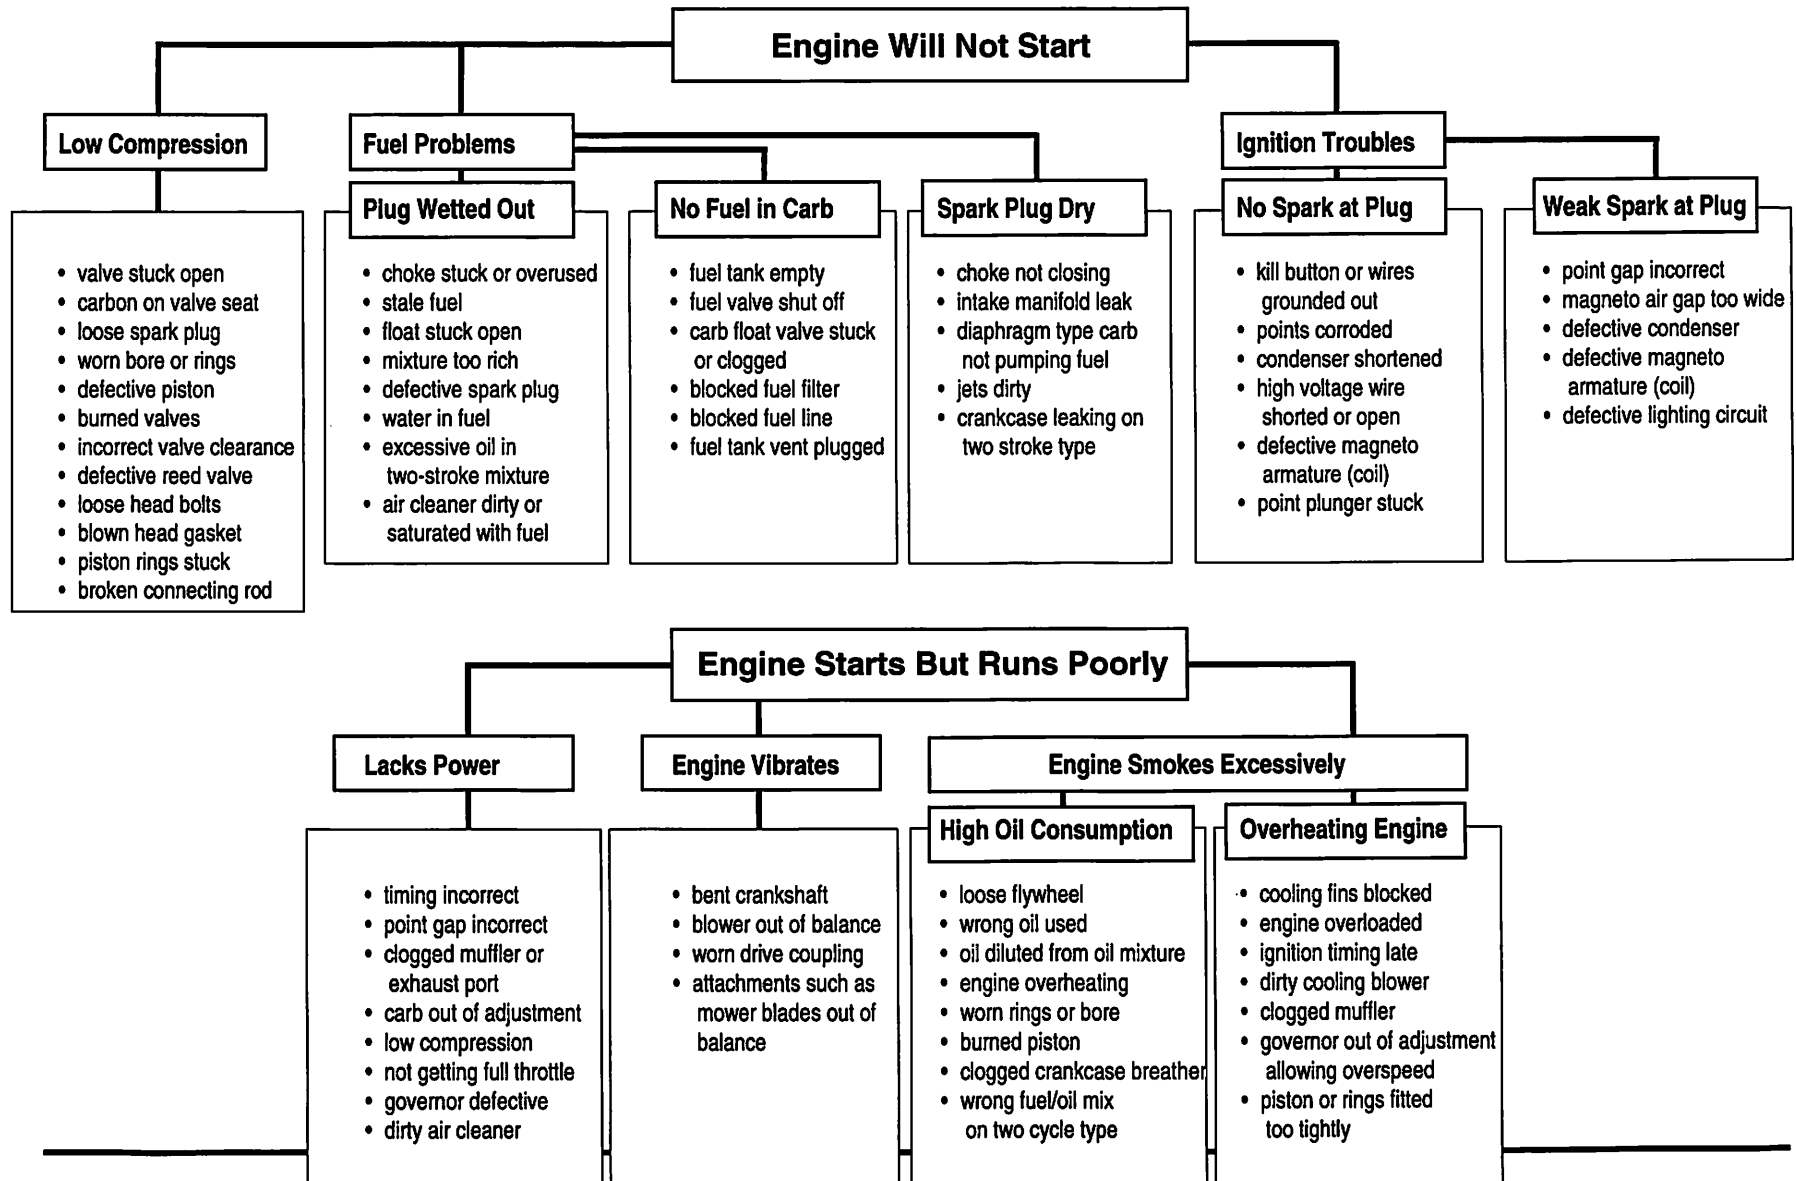 Engine Will Not Start
Low Compression
• valve stuck open
• carbon on valve seat
• loose spark plug
• worn bore or rings
• defective piston
• burned valves
• incorrect valve clearance
• defective reed valve
• loose head bolts
• blown head gasket
• piston rings stuck
• broken connecting rod
Fuel Problems
Plug Wetted Out
• choke stuck or overused
• stale fuel
• float stuck open
• mixture too rich
• defective spark plug
• water in fuel
• excessive oil in
two-stroke mixture
• air cleaner dirty or
saturated with fuel
No Fuel in Carb
• fuel tank empty
• fuel valve shut off
• carb float valve stuck
or clogged
• blocked fuel filter
• blocked fuel line
• fuel tank vent plugged
Spark Plug Dry
• choke not closing
• intake manifold leak
• diaphragm type carb
not pumping fuel
• jets dirty
• crankcase leaking on
two stroke type
Ignition Troubles
No Spark at Plug
• kill button or wires
grounded out
• points corroded
• condenser shortened
• high voltage wire
shorted or open
• defective magneto
armature (coil)
• point plunger stuck
Weak Spark at Plug
• point gap incorrect
• magneto air gap too wide
• defective condenser
• defective magneto
armature (coil)
• defective lighting circuit
Engine Starts But Runs Poorly
Lacks Power
• timing incorrect
• point gap incorrect
• clogged muffler or
exhaust port
• carb out of adjustment
• low compression
• not getting full throttle
• governor defective
• dirty air cleaner
Engine Vibrates
• bent crankshaft
• blower out of balance
• worn drive coupling
• attachments such as
mower blades out of
balance
Engine Smokes Excessively
High Oil Consumption
• loose flywheel
• wrong oil used
• oil diluted from oil mixture
• engine overheating
• worn rings or bore
• burned piston
• clogged crankcase breather
• wrong fuel/oil mix
on two cycle type
Overheating Engine
• cooling fins blocked
• engine overloaded
• ignition timing late
• dirty cooling blower
• clogged muffler
• governor out of adjustment
allowing overspeed
• piston or rings fitted
too tightly